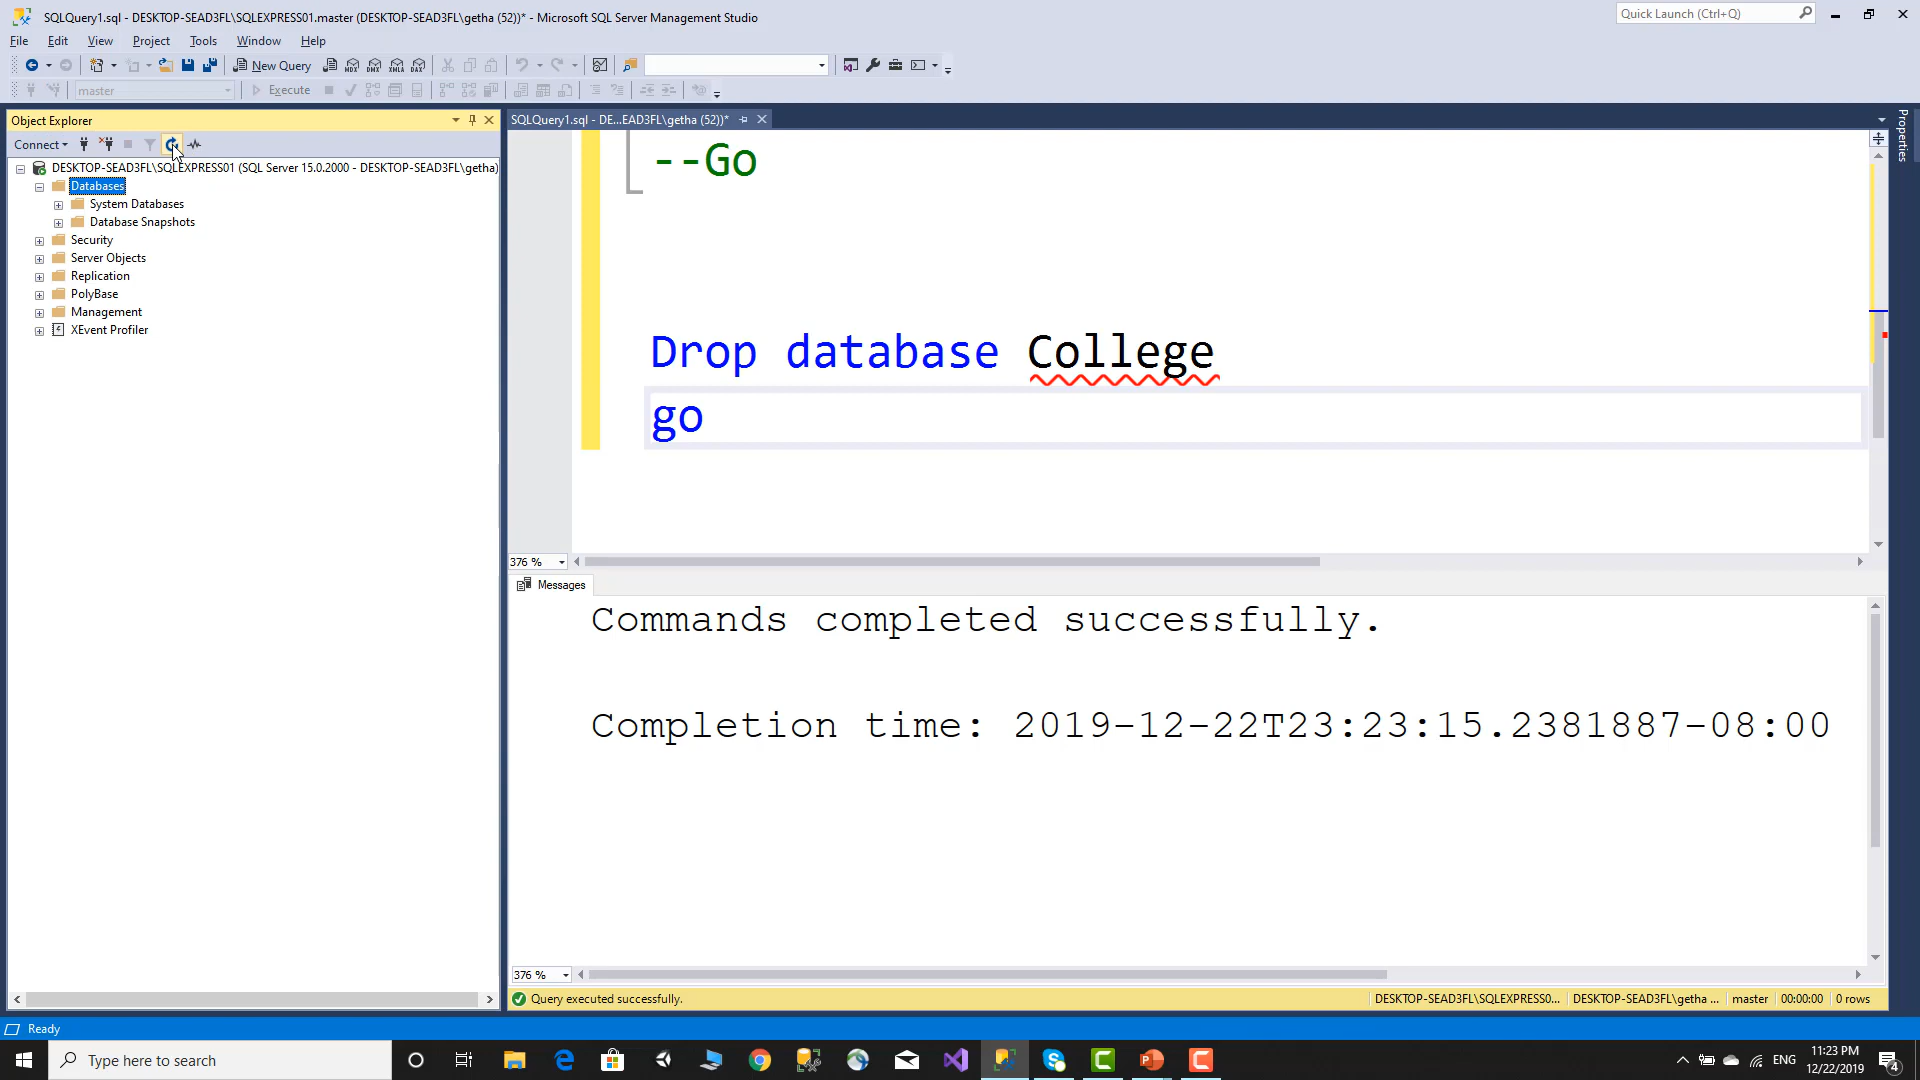 SQLQuery1.sql - DESKTOP-SEAD3FL\SQLEXPRESS01.master (DESKTOP-SEAD3FL\getha (52))* - Microsoft SQL Server Management Studio
Quick Launch (Ctrl+Q)
File Edit View Project Tools Window Help
New Query MDX DMX XMLA DAX
master Execute
Object Explorer
Connect
DESKTOP-SEAD3FL\SQLEXPRESS01 (SQL Server 15.0.2000 - DESKTOP-SEAD3FL\getha)
Databases
System Databases
Database Snapshots
Security
Server Objects
Replication
PolyBase
Management
XEvent Profiler
SQLQuery1.sql - DE...EAD3FL\getha (52))*
Properties
--Go
Drop database College
go
376 %
Messages
Commands completed successfully.
Completion time: 2019-12-22T23:23:15.2381887-08:00
376 %
Query executed successfully.
DESKTOP-SEAD3FL\SQLEXPRESS0... DESKTOP-SEAD3FL\getha ... master 00:00:00 0 rows
Ready
Type here to search
ENG
11:23 PM
12/22/2019
4